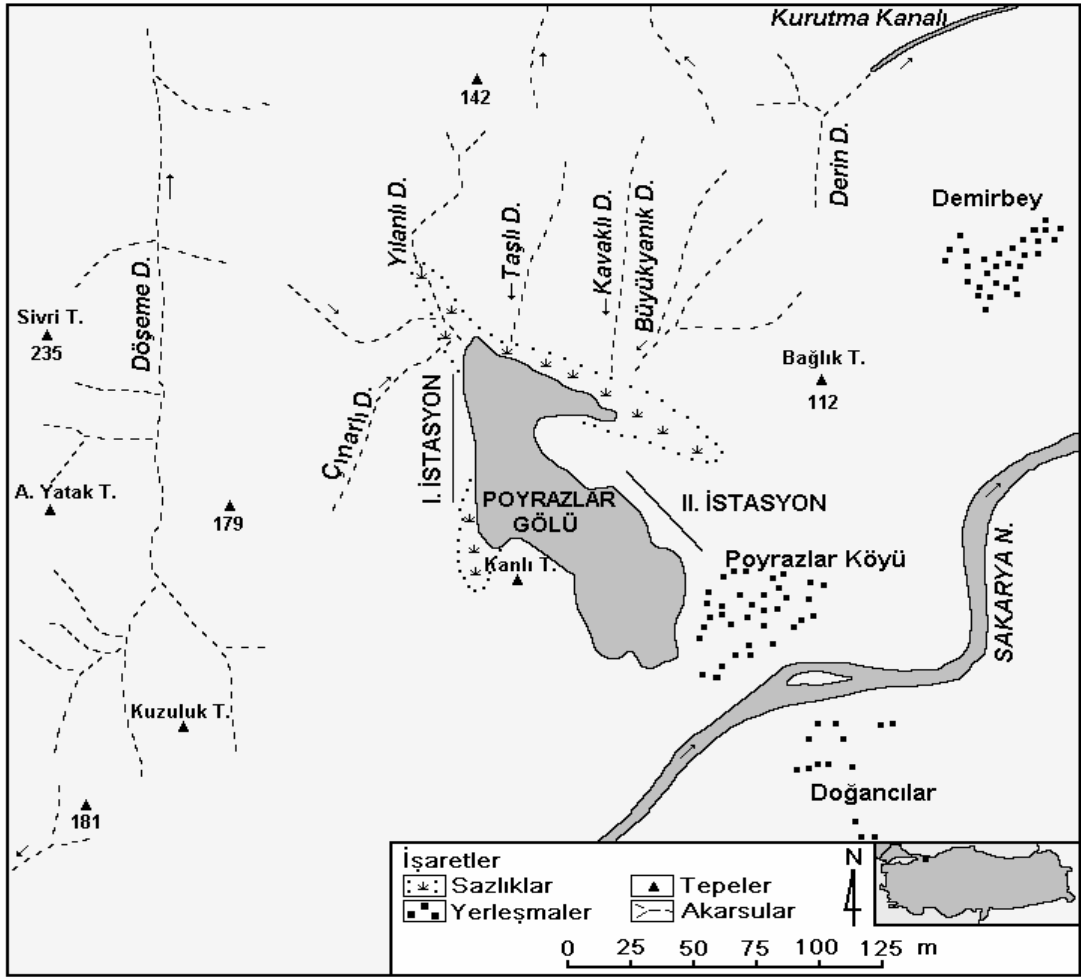 Kurutma Kanalı
142
Derin D.
Demirbey
Yılanlı D.
Taşlı D.
Kavaklı D.
Büyükyanık D.
Döşeme D.
Sivri T.
235
Bağlık T.
112
Çınarlı D.
I. İSTASYON
A. Yatak T.
179
POYRAZLAR
GÖLÜ
II. İSTASYON
Kanlı T.
Poyrazlar Köyü
SAKARYA N.
Kuzuluk T.
181
Doğancılar
İşaretler
Sazlıklar
Tepeler
Yerleşmaler
Akarsular
N
0 25 50 75 100 125 m